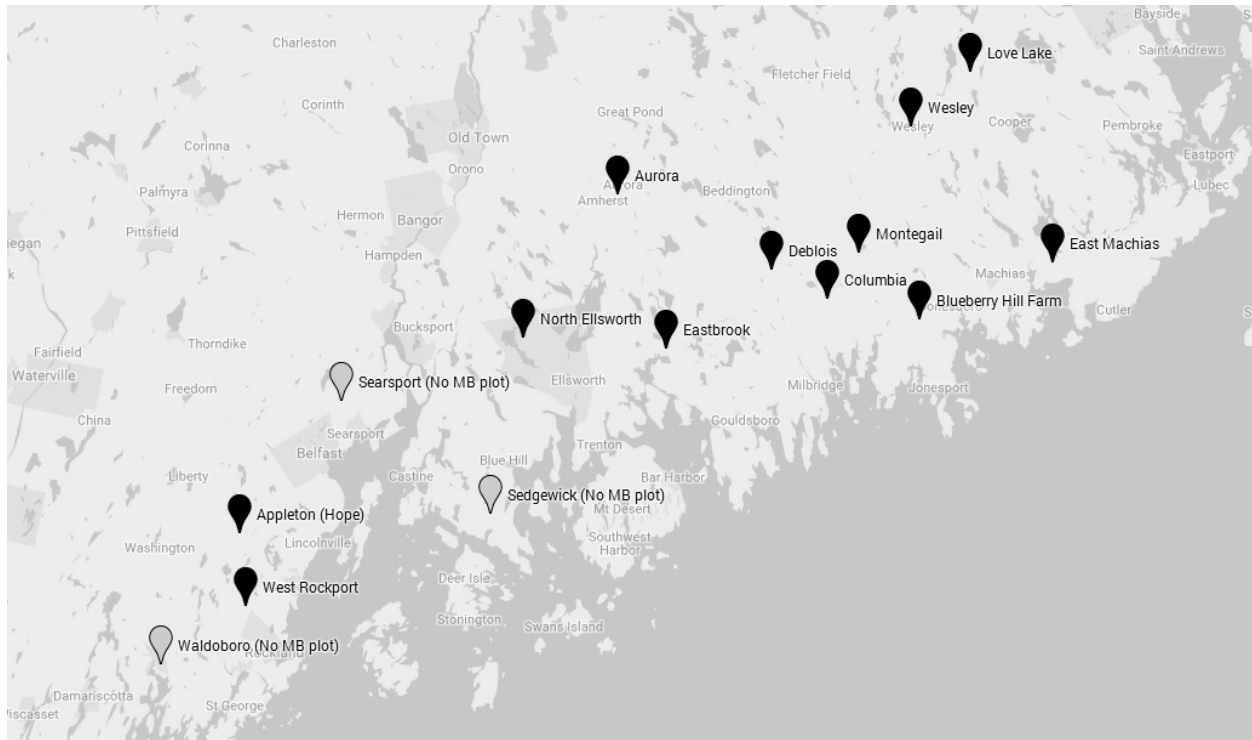 Bayside
Charleston
Saint Andrews
Love Lake
Fletcher Field
Corinth
Great Pond
Wesley
Wesley
Cooper
Pembroke
Old Town
Corinna
Eastport
Orono
Aurora
Palmyra
Amherst
Beddington
Lubec
Hermon
Bangor
Pittsfield
Montegail
East Machias
Hampden
Deblois
Machias
Columbia
Blueberry Hill Farm
Cutler
North Ellsworth
Bucksport
Eastbrook
Thorndike
Fairfield
Waterville
Searsport (No MB plot)
Ellsworth
Freedom
Milbridge
Jonesport
China
Gouldsboro
Searsport
Trenton
Belfast
Blue Hill
Liberty
Castine
Bar Harbor
Sedgewick (No MB plot)
Mt Desert
Appleton (Hope)
Southwest
Harbor
Lincolnville
Washington
Deer Isle
West Rockport
Stonington
Swans Island
Waldoboro (No MB plot)
Damariscotta
St George